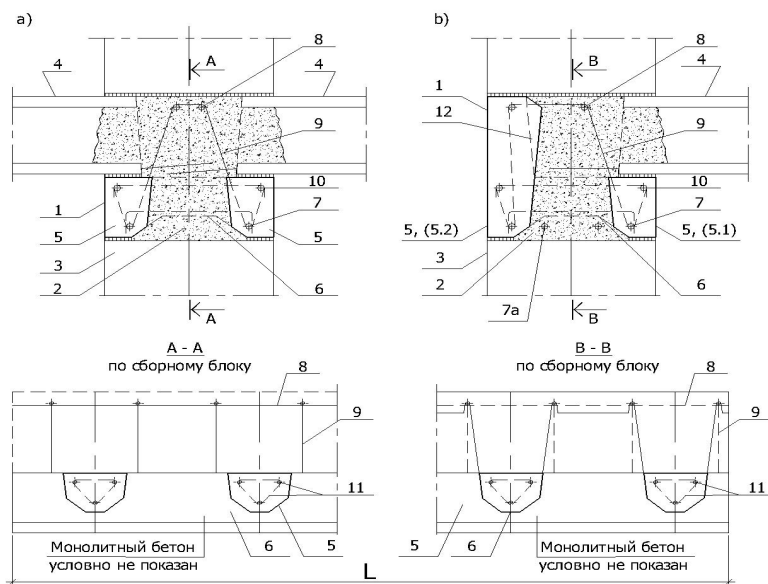 а)
A
8
4
4
9
1
10
5
7
5
3
2
6
A
b)
B
8
4
1
12
9
10
7
5, (5.2)
5, (5.1)
3
2
6
7a
B
A - A
по сборному блоку
8
9
11
6
5
Монолитный бетон
условно не показан
B - B
по сборному блоку
8
9
11
5
6
Монолитный бетон
условно не показан
L